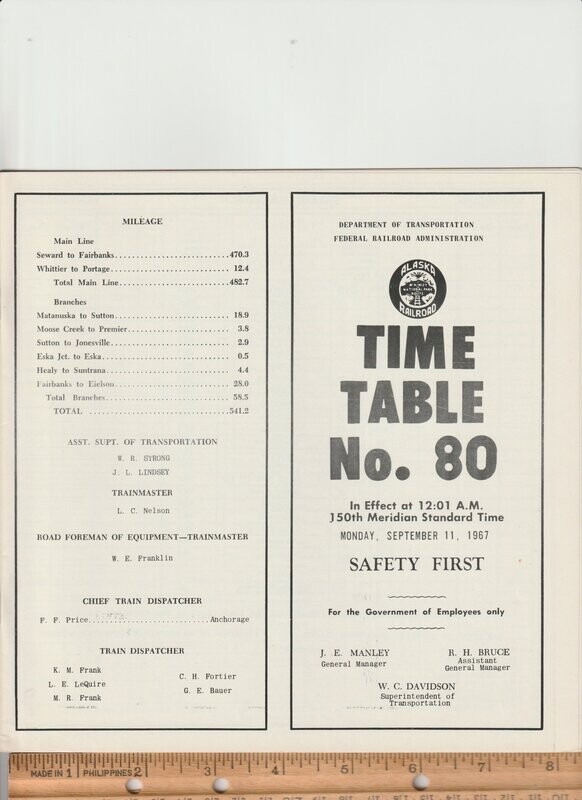 MILEAGE
Main Line
Seward to Fairbanks............................470.3
Whittier to Portage............................. 12.4
Total Main Line...........................482.7
Branches
Matanuska to Sutton............................ 18.9
Moose Creek to Premier......................... 3.8
Sutton to Jonesville............................ 2.9
Eska Jct. to Eska............................... 0.5
Healy to Suntrana............................... 4.4
Fairbanks to Eielson............................ 28.0
Total Branches............................. 58.5
TOTAL ..................................541.2
ASST. SUPT. OF TRANSPORTATION
W. R. STRONG
J. L. LINDSEY
TRAINMASTER
L. C. Nelson
ROAD FOREMAN OF EQUIPMENT—TRAINMASTER
W. E. Franklin
CHIEF TRAIN DISPATCHER
F. F. Price.............................Anchorage
TRAIN DISPATCHER
K. M. Frank
L. E. LeQuire
M. R. Frank
C. H. Fortier
G. E. Bauer
DEPARTMENT OF TRANSPORTATION
FEDERAL RAILROAD ADMINISTRATION
ALASKA
NATIONAL PARK
RAILROAD
TIME
TABLE
No. 80
In Effect at 12:01 A.M.
150th Meridian Standard Time
MONDAY, SEPTEMBER 11, 1967
SAFETY FIRST
For the Government of Employees only
J. E. MANLEY
General Manager
R. H. BRUCE
Assistant
General Manager
W. C. DAVIDSON
Superintendent of
Transportation
MADE IN 1 PHILIPPINES 2 3 4 5 6 7 8